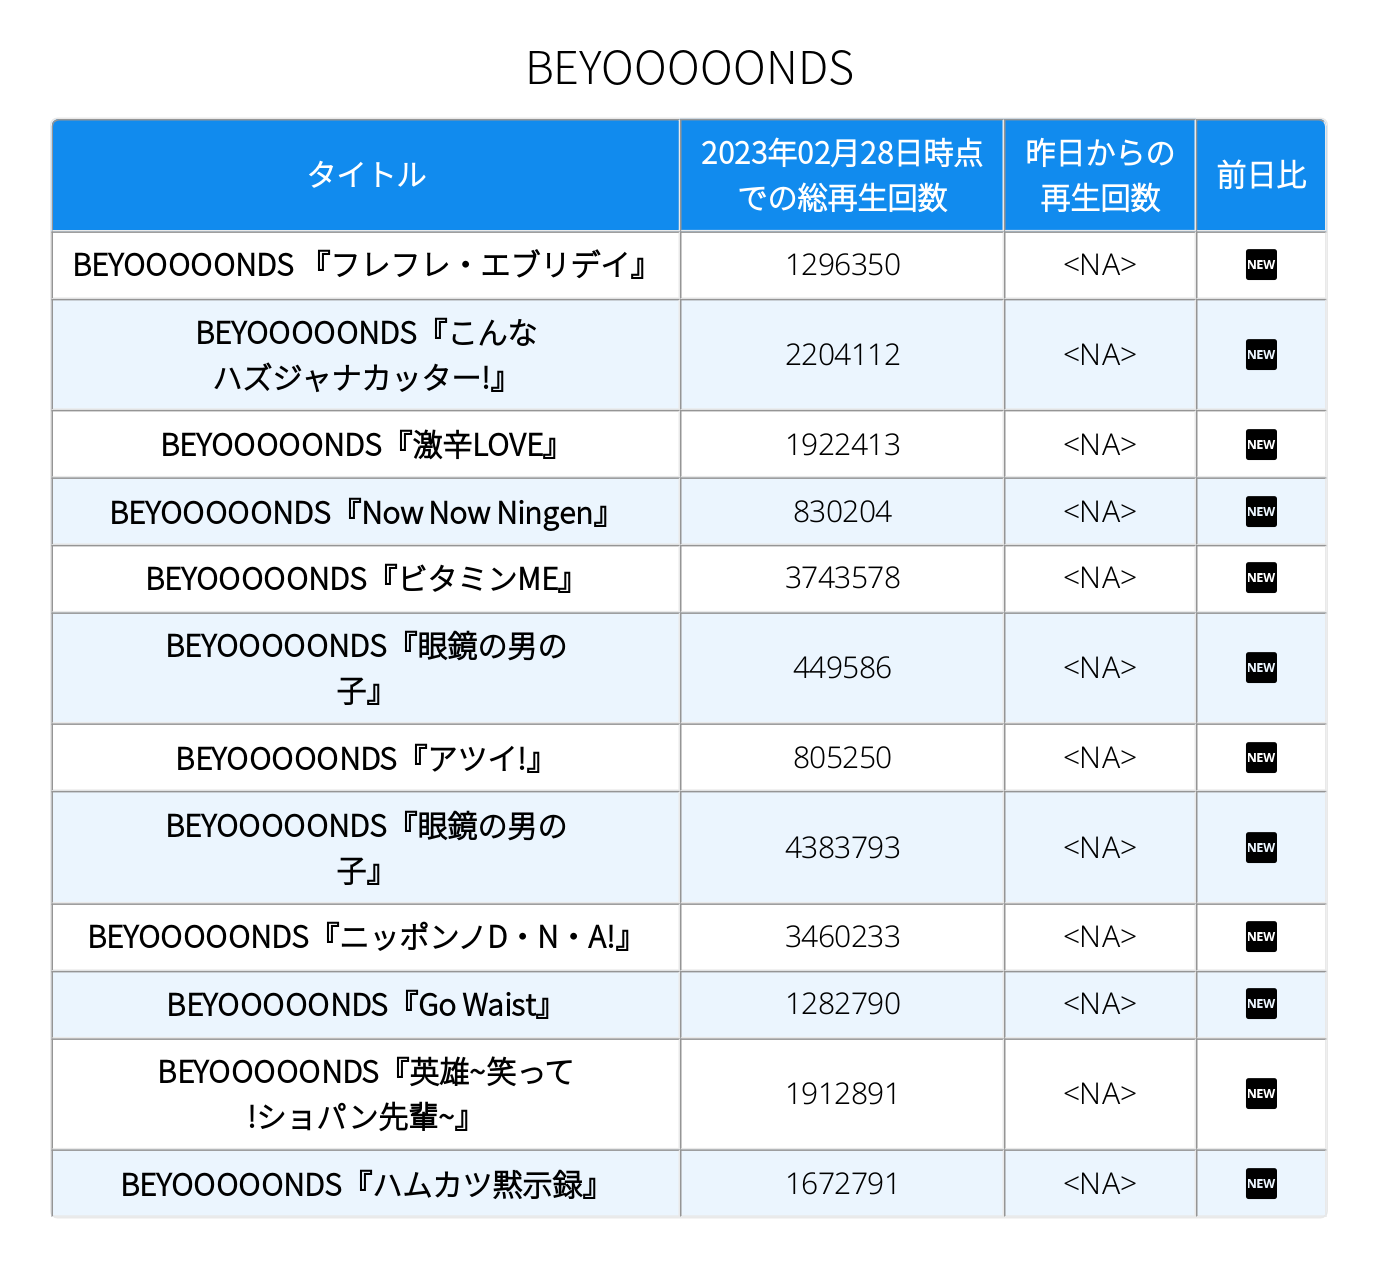 BEYOOOOONDS
タイトル
2023年02月28日時点
での総再生回数
昨日からの
再生回数
前日比
BEYOOOOONDS 『フレフレ・エブリデイ』
1296350
<NA>
NEW
BEYOOOOONDS『こんな
ハズジャナカッター!』
2204112
<NA>
NEW
BEYOOOOONDS『激辛LOVE』
1922413
<NA>
NEW
BEYOOOOONDS『Now Now Ningen』
830204
<NA>
NEW
BEYOOOOONDS『ビタミンME』
3743578
<NA>
NEW
BEYOOOOONDS『眼鏡の男の
子』
449586
<NA>
NEW
BEYOOOOONDS『アツイ!』
805250
<NA>
NEW
BEYOOOOONDS『眼鏡の男の
子』
4383793
<NA>
NEW
BEYOOOOONDS『ニッポンノD・N・A!』
3460233
<NA>
NEW
BEYOOOOONDS『Go Waist』
1282790
<NA>
NEW
BEYOOOOONDS『英雄~笑って
!ショパン先輩~』
1912891
<NA>
NEW
BEYOOOOONDS『ハムカツ黙示録』
1672791
<NA>
NEW